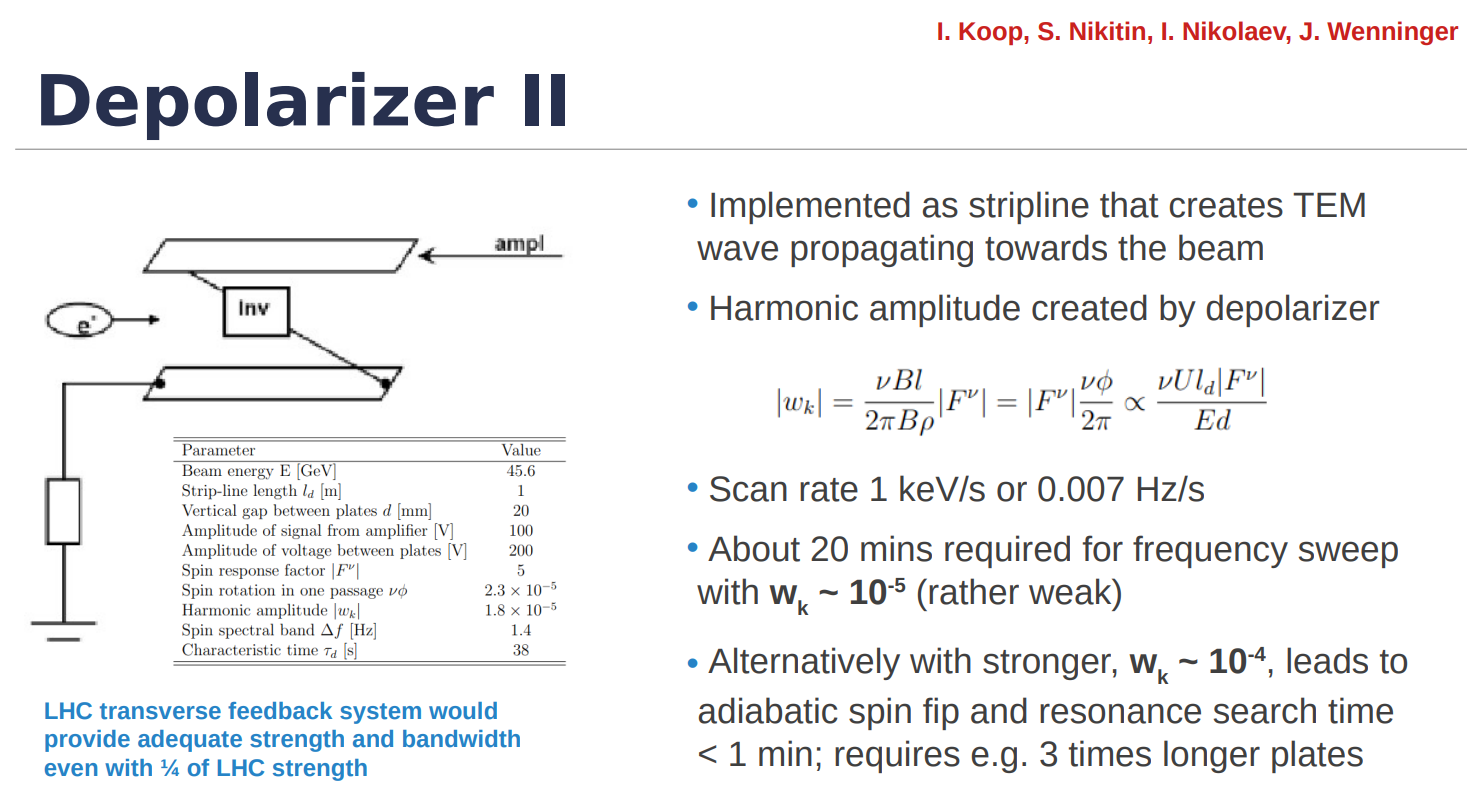 I. Koop, S. Nikitin, I. Nikolaev, J. Wenninger
Depolarizer II
ampl
Inv
e⁺
Parameter Value
Beam energy E [GeV] 45.6
Strip-line length l_d [m] 1
Vertical gap between plates d [mm] 20
Amplitude of signal from amplifier [V] 100
Amplitude of voltage between plates [V] 200
Spin response factor |F^ν| 5
Spin rotation in one passage νϕ 2.3 × 10⁻⁵
Harmonic amplitude |w_k| 1.8 × 10⁻⁵
Spin spectral band Δf [Hz] 1.4
Characteristic time τ_d [s] 38
LHC transverse feedback system would
provide adequate strength and bandwidth
even with ¼ of LHC strength
• Implemented as stripline that creates TEM
wave propagating towards the beam
• Harmonic amplitude created by depolarizer
|w_k| = νBl / 2πBρ |F^ν| = |F^ν| νϕ / 2π ∝ νUl_d|F^ν| / Ed
• Scan rate 1 keV/s or 0.007 Hz/s
• About 20 mins required for frequency sweep
with w_k ~ 10⁻⁵ (rather weak)
• Alternatively with stronger, w_k ~ 10⁻⁴, leads to
adiabatic spin fip and resonance search time
< 1 min; requires e.g. 3 times longer plates